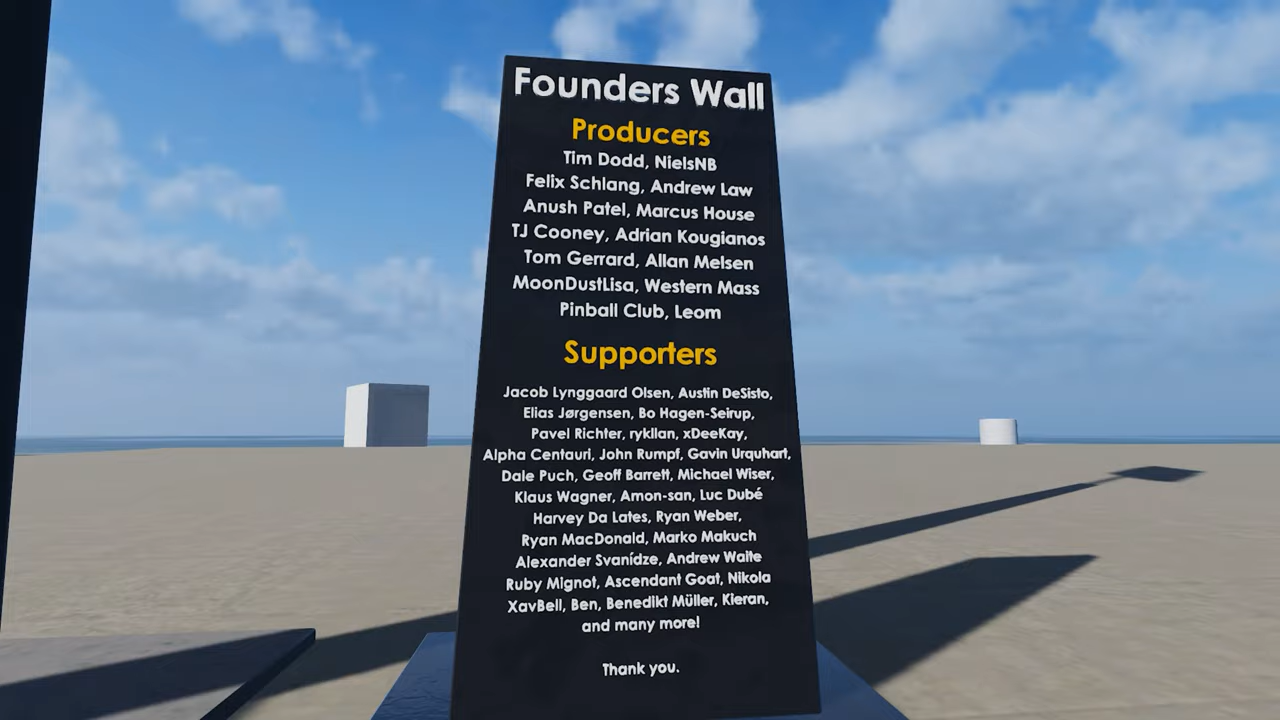 Founders Wall
Producers
Tim Dodd, NielsNB
Felix Schlang, Andrew Law
Anush Patel, Marcus House
TJ Cooney, Adrian Kougianos
Tom Gerrard, Allan Melsen
MoonDustLisa, Western Mass
Pinball Club, Leom
Supporters
Jacob Lynggaard Olsen, Austin DeSisto,
Elias Jørgensen, Bo Hagen-Seirup,
Pavel Richter, rykllan, xDeeKay,
Alpha Centauri, John Rumpf, Gavin Urquhart,
Dale Puch, Geoff Barrett, Michael Wiser,
Klaus Wagner, Amon-san, Luc Dubé
Harvey Da Lates, Ryan Weber,
Ryan MacDonald, Marko Makuch
Alexander Svanídze, Andrew Waite
Ruby Mignot, Ascendant Goat, Nikola
XavBell, Ben, Benedikt Müller, Kieran,
and many more!
Thank you.